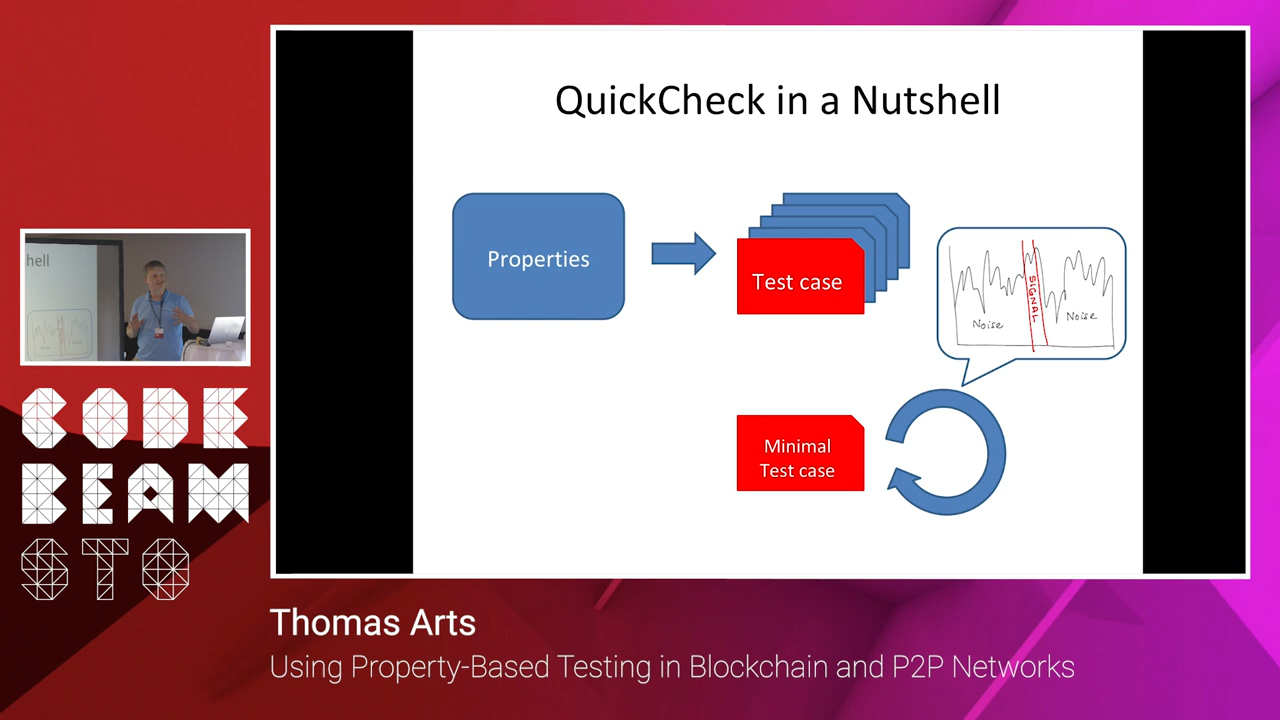 QuickCheck in a Nutshell
Properties
Test case
Noise
SIGNAL
Noise
Minimal
Test case
hell
CODE
BEAM
STO
Thomas Arts
Using Property-Based Testing in Blockchain and P2P Networks